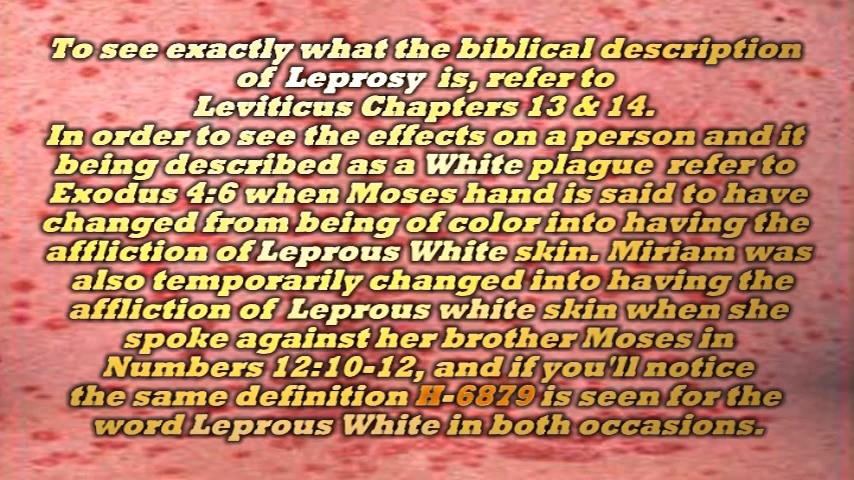 To see exactly what the biblical description
of Leprosy is, refer to
Leviticus Chapters 13 & 14.
In order to see the effects on a person and it
being described as a White plague refer to
Exodus 4:6 when Moses hand is said to have
changed from being of color into having the
affliction of Leprous White skin. Miriam was
also temporarily changed into having the
affliction of Leprous white skin when she
spoke against her brother Moses in
Numbers 12:10-12, and if you'll notice
the same definition H-6879 is seen for the
word Leprous White in both occasions.